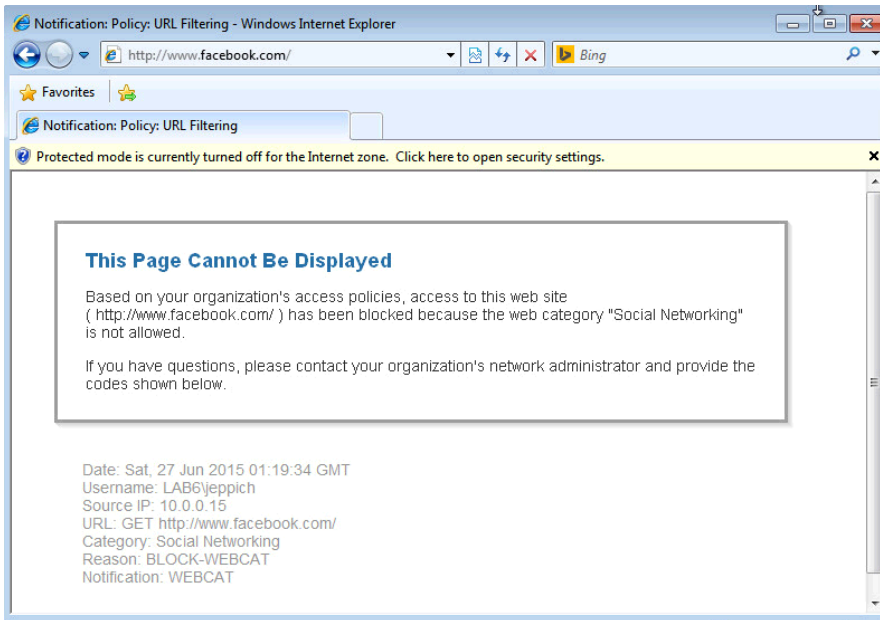 Notification: Policy: URL Filtering - Windows Internet Explorer
http://www.facebook.com/
Bing
Favorites
Notification: Policy: URL Filtering
Protected mode is currently turned off for the Internet zone. Click here to open security settings.
This Page Cannot Be Displayed
Based on your organization's access policies, access to this web site
( http://www.facebook.com/ ) has been blocked because the web category "Social Networking"
is not allowed.
If you have questions, please contact your organization's network administrator and provide the
codes shown below.
Date: Sat, 27 Jun 2015 01:19:34 GMT
Username: LAB6\jeppich
Source IP: 10.0.0.15
URL: GET http://www.facebook.com/
Category: Social Networking
Reason: BLOCK-WEBCAT
Notification: WEBCAT